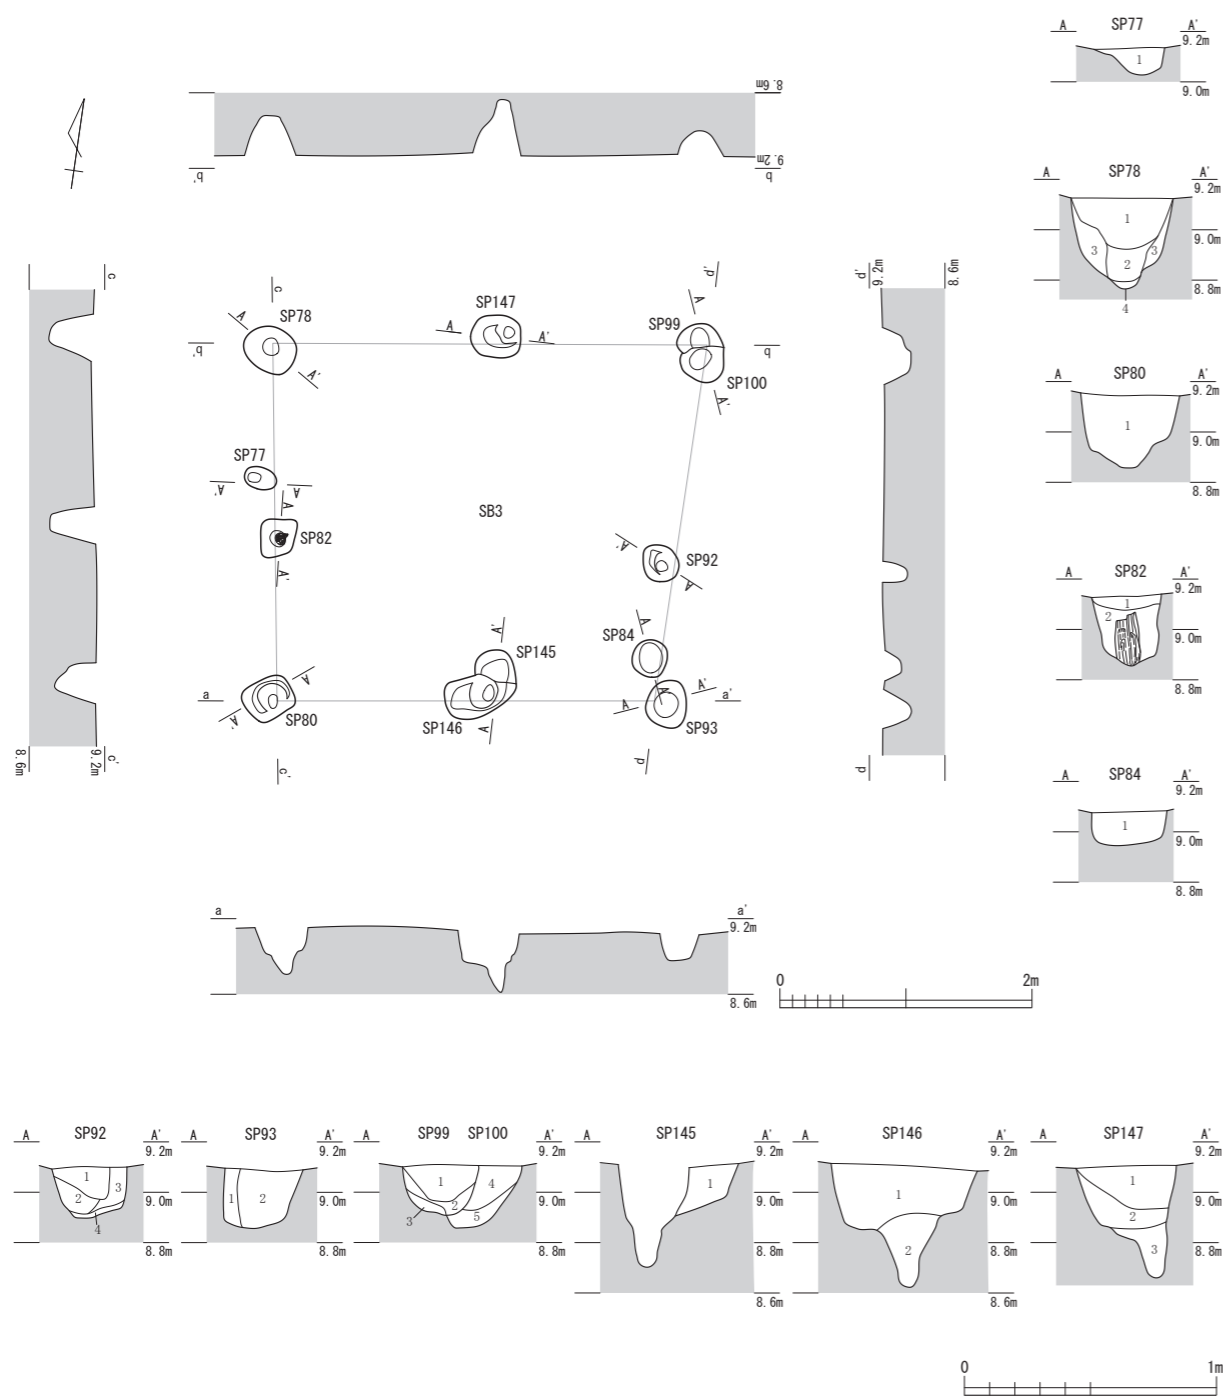 8.6m
9.2m
b'
b
A SP77 A'
9.2m
1
9.0m
A SP78 A'
9.2m
1
9.0m
3 2 3
8.8m
4
A SP80 A'
9.2m
1
9.0m
8.8m
A SP82 A'
9.2m
1
2
9.0m
8.8m
A SP84 A'
9.2m
1
9.0m
8.8m
c
8.6m
9.2m
c'
c
SP78
A
A'
b'
SP147
A
A'
d'
A
SP99
b
SP100
A'
SP77
A'
A
A
SP82
A'
SB3
A'
SP92
A
A
SP84
A
A'
SP145
A
SP80
A'
a
SP146
A
A
A'
a'
SP93
d
c'
d'
9.2m
8.6m
d
a
a'
9.2m
8.6m
0 2m
A SP92 A'
9.2m
1
2 3
9.0m
4
8.8m
A SP93 A'
9.2m
1 2
9.0m
8.8m
A SP99 SP100 A'
9.2m
1 4
2
9.0m
3 5
8.8m
A SP145 A'
9.2m
1
9.0m
8.8m
8.6m
A SP146 A'
9.2m
1
9.0m
2
8.8m
8.6m
A SP147 A'
9.2m
1
9.0m
2
3
8.8m
0 1m